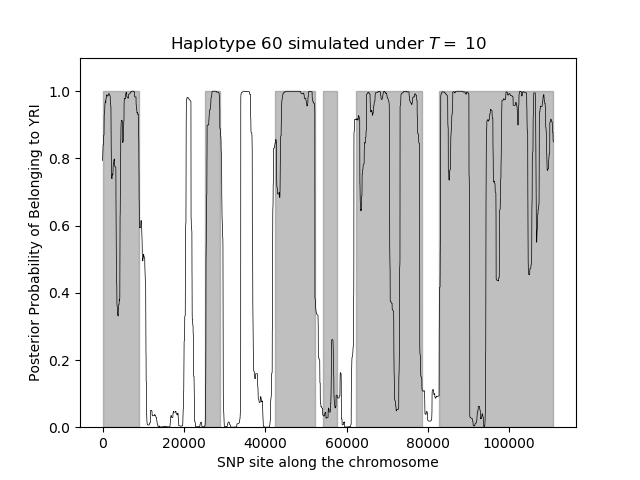 Haplotype 60 simulated under T = 10
Posterior Probability of Belonging to YRI
1.0
0.8
0.6
0.4
0.2
0.0
0 20000 40000 60000 80000 100000
SNP site along the chromosome